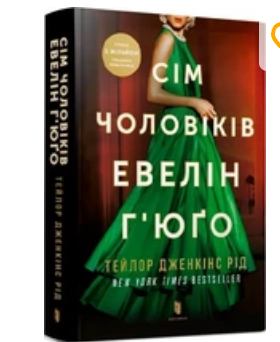 СІМ
ЧОЛОВІКІВ
ЕВЕЛІН
Г'ЮҐО
ТЕЙЛОР ДЖЕНКІНС РІД
NEW YORK TIMES BESTSELLER
СІМ ЧОЛОВІКІВ
ЕВЕЛІН Г'ЮҐО
ТЕЙЛОР ДЖЕНКІНС РІД